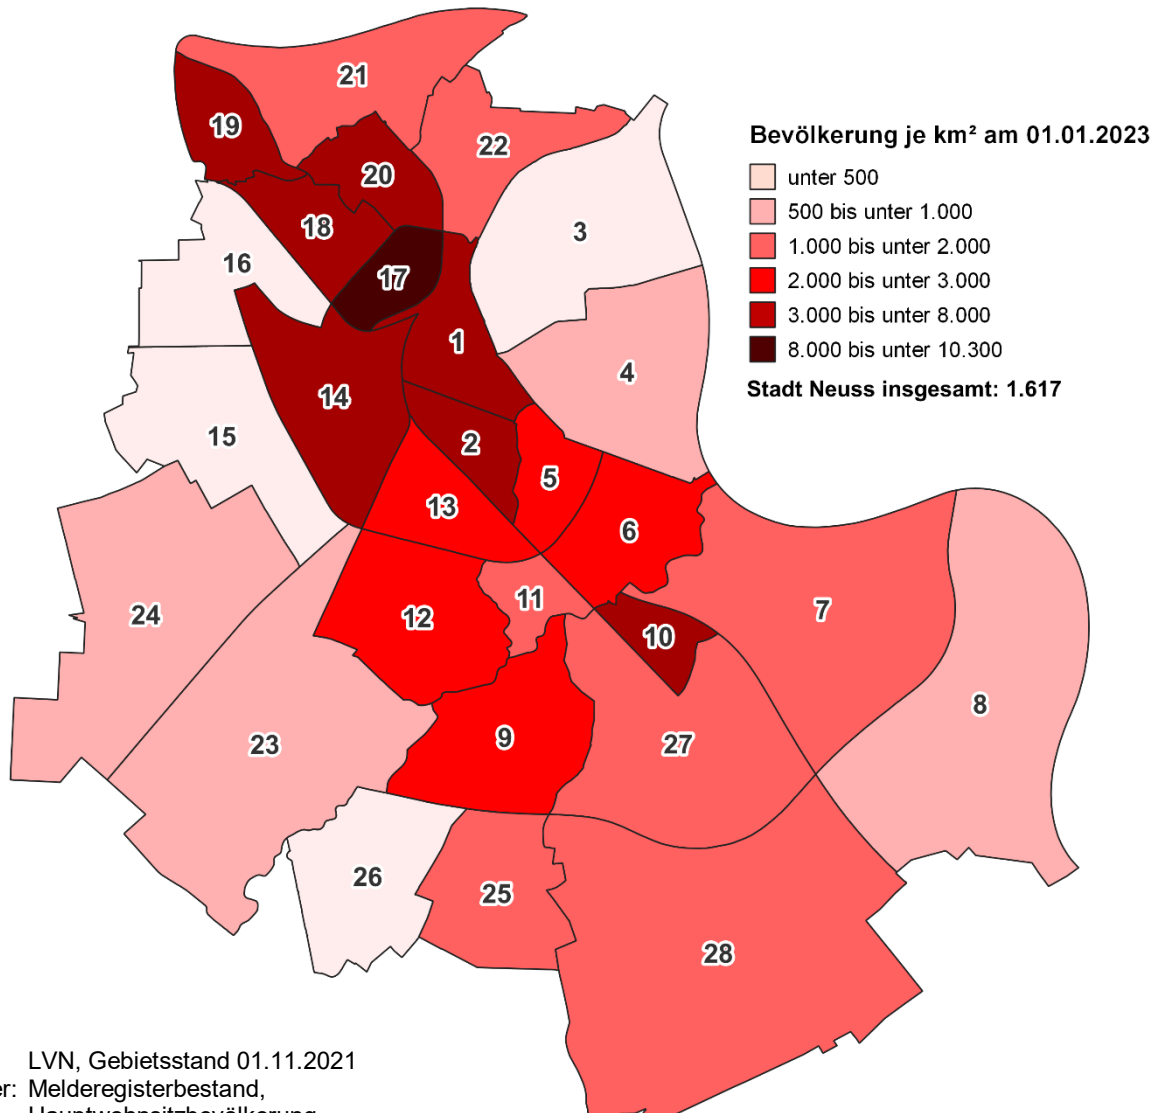 21
19
22
20
18
3
16
17
1
4
14
2
15
5
13
6
11
12
7
24
10
8
9
27
23
26
25
28
Bevölkerung je km² am 01.01.2023
unter 500
500 bis unter 1.000
1.000 bis unter 2.000
2.000 bis unter 3.000
3.000 bis unter 8.000
8.000 bis unter 10.300
Stadt Neuss insgesamt: 1.617
LVN, Gebietsstand 01.11.2021
er: Melderegisterbestand,
Hauptwohnsitzbevölkerung